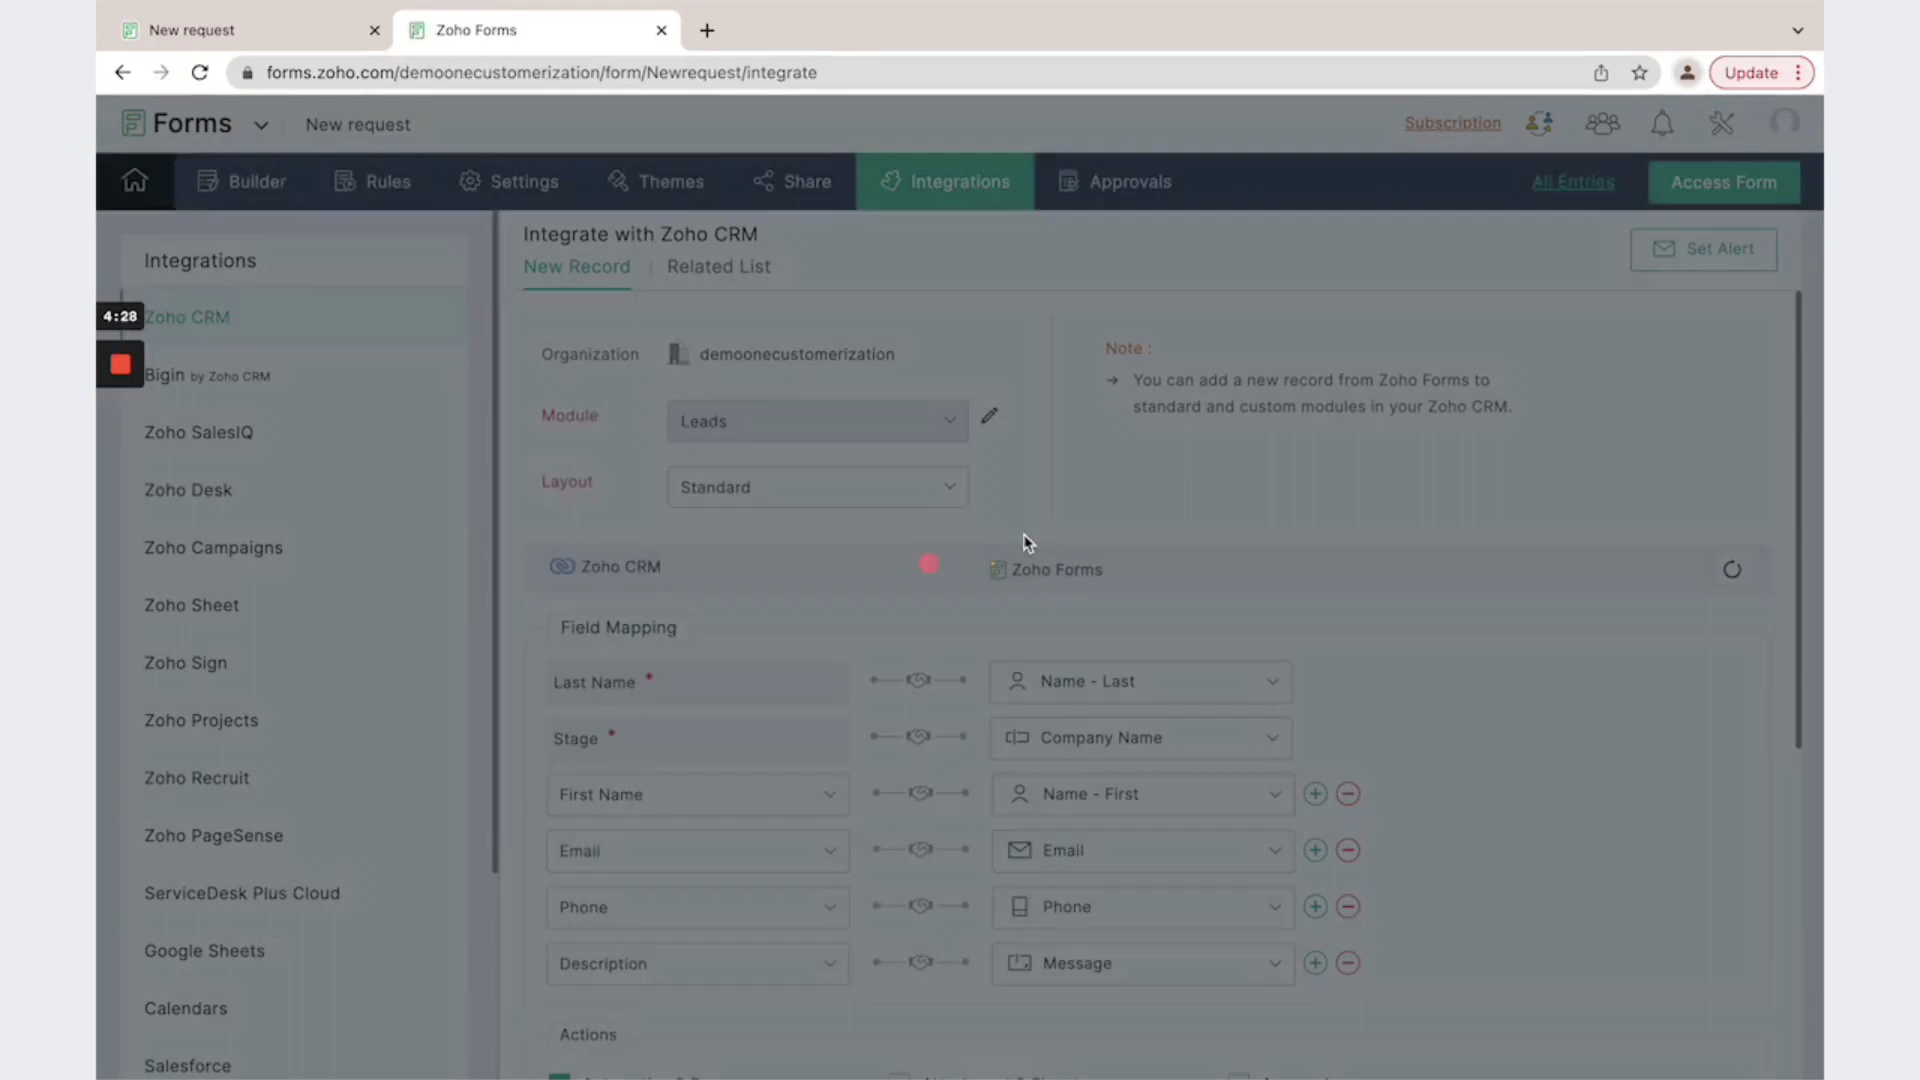 New request
Zoho Forms
forms.zoho.com/demoonecustomerization/form/Newrequest/integrate
Update
Forms
New request
Subscription
Builder
Rules
Settings
Themes
Share
Integrations
Approvals
All Entries
Access Form
Integrations
Integrate with Zoho CRM
Set Alert
New Record
Related List
4:28
Zoho CRM
Bigin by Zoho CRM
Zoho SalesIQ
Zoho Desk
Zoho Campaigns
Zoho Sheet
Zoho Sign
Zoho Projects
Zoho Recruit
Zoho PageSense
ServiceDesk Plus Cloud
Google Sheets
Calendars
Salesforce
Organization
demoonecustomerization
Module
Leads
Layout
Standard
Note :
You can add a new record from Zoho Forms to
standard and custom modules in your Zoho CRM.
Zoho CRM
Zoho Forms
Field Mapping
Last Name *
Name - Last
Stage *
Company Name
First Name
Name - First
Email
Email
Phone
Phone
Description
Message
Actions